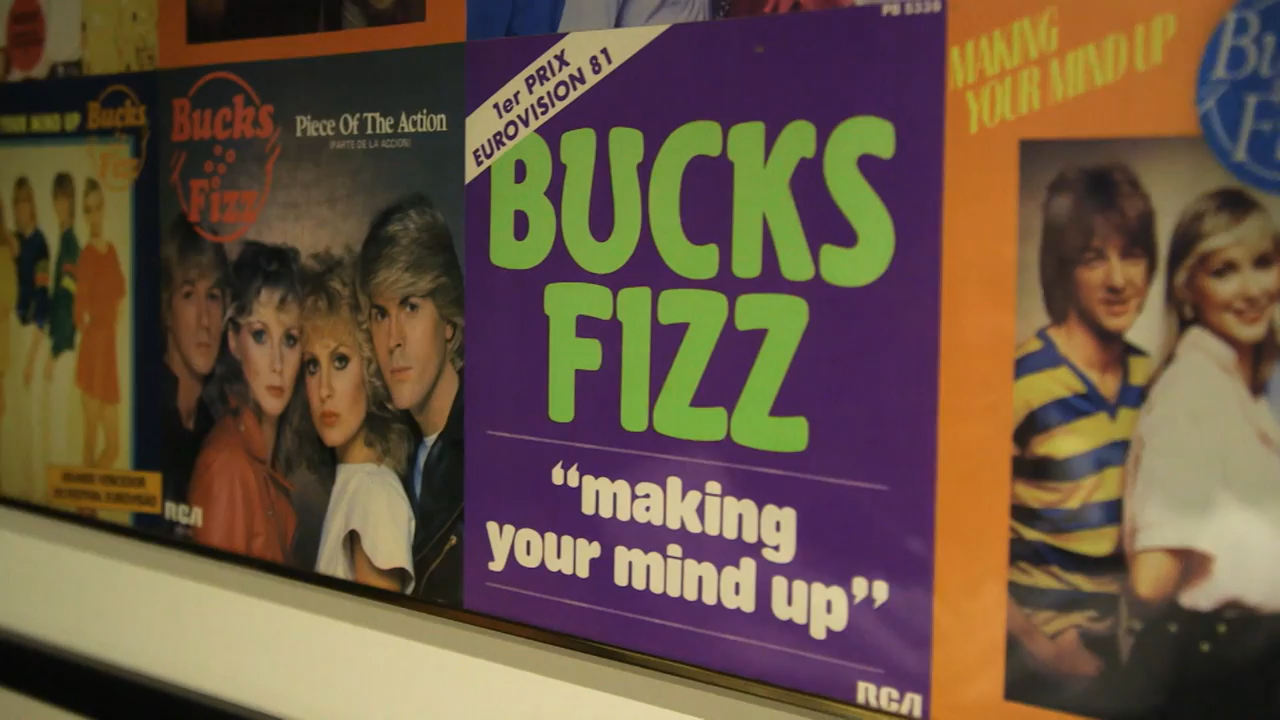 YOUR MIND UP
Bucks
Fizz
Bucks
Fizz
Piece Of The Action
(PARTE DE LA ACCION)
RCA
PB 5339
1er PRIX
EUROVISION 81
BUCKS
FIZZ
“making
your mind up”
RCA
MAKING
YOUR MIND UP